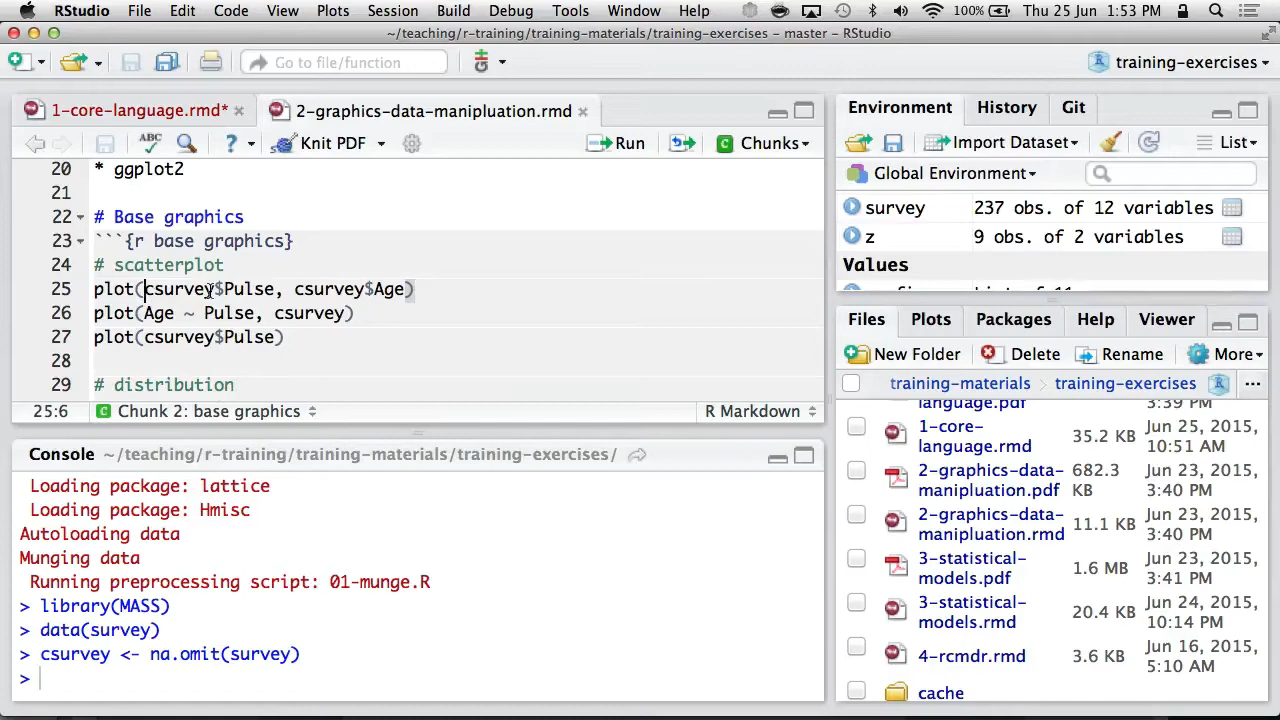 RStudio File Edit Code View Plots Session Build Debug Tools Window Help 100% Thu 25 Jun 1:53 PM
~/teaching/r-training/training-materials/training-exercises - master - RStudio
Go to file/function
training-exercises
1-core-language.rmd*
2-graphics-data-manipluation.rmd
ABC
?
Knit PDF
Run
Chunks
20 * ggplot2
21
22 # Base graphics
23 ```{r base graphics}
24 # scatterplot
25 plot(csurvey$Pulse, csurvey$Age)
26 plot(Age ~ Pulse, csurvey)
27 plot(csurvey$Pulse)
28
29 # distribution
25:6 Chunk 2: base graphics R Markdown
Console ~/teaching/r-training/training-materials/training-exercises/
Loading package: lattice
Loading package: Hmisc
Autoloading data
Munging data
Running preprocessing script: 01-munge.R
> library(MASS)
> data(survey)
> csurvey <- na.omit(survey)
>
Environment History Git
Import Dataset List
Global Environment
survey 237 obs. of 12 variables
z 9 obs. of 2 variables
Values
Files Plots Packages Help Viewer
New Folder Delete Rename More
training-materials training-exercises ...
language.pdf 3:39 PM
1-core-language.rmd 35.2 KB Jun 25, 2015, 10:51 AM
2-graphics-data-manipluation.pdf 682.3 KB Jun 23, 2015, 3:40 PM
2-graphics-data-manipluation.rmd 11.1 KB Jun 23, 2015, 3:40 PM
3-statistical-models.pdf 1.6 MB Jun 23, 2015, 3:41 PM
3-statistical-models.rmd 20.4 KB Jun 24, 2015, 10:14 PM
4-rcmdr.rmd 3.6 KB Jun 16, 2015, 5:10 AM
cache